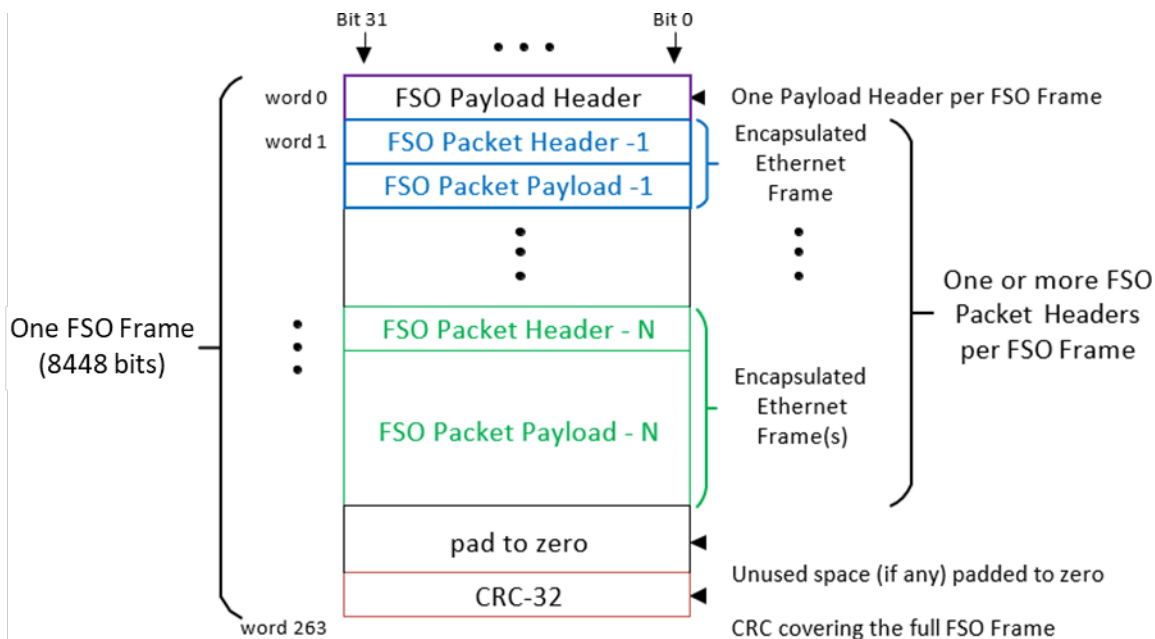 Bit 31
Bit 0
word 0
FSO Payload Header
One Payload Header per FSO Frame
word 1
FSO Packet Header -1
FSO Packet Payload -1
Encapsulated
Ethernet
Frame
One FSO Frame
(8448 bits)
FSO Packet Header - N
FSO Packet Payload - N
Encapsulated
Ethernet
Frame(s)
One or more FSO
Packet Headers
per FSO Frame
pad to zero
Unused space (if any) padded to zero
CRC-32
word 263
CRC covering the full FSO Frame